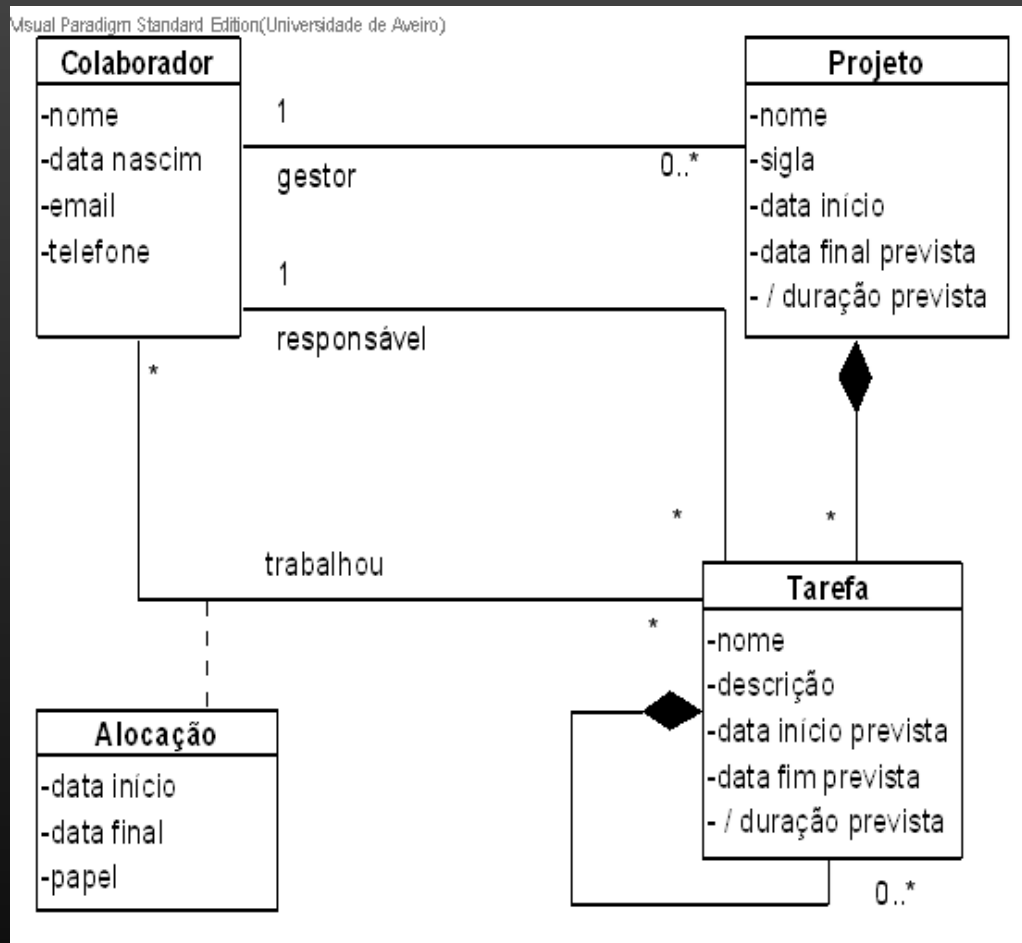 Visual Paradigm Standard Edition(Universidade de Aveiro)
Colaborador
-nome
-data nascim
-email
-telefone
1
gestor
0..*
Projeto
-nome
-sigla
-data início
-data final prevista
- / duração prevista
1
responsável
*
*
*
trabalhou
*
Tarefa
-nome
-descrição
-data início prevista
-data fim prevista
- / duração prevista
0..*
Alocação
-data início
-data final
-papel